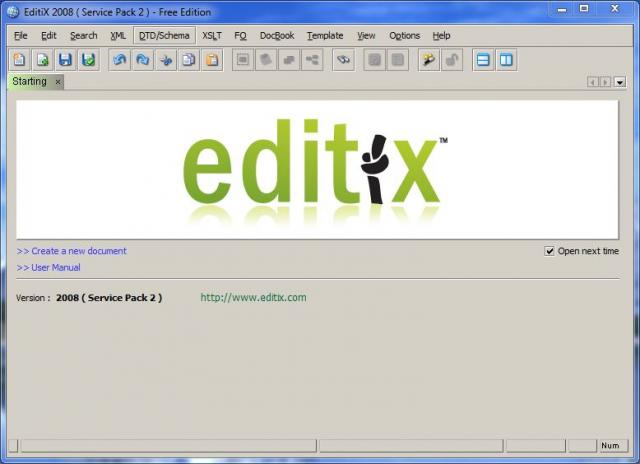 EditiX 2008 ( Service Pack 2 ) - Free Edition
File Edit Search XML DTD/Schema XSLT FO DocBook Template View Options Help
Starting
editix™
>> Create a new document
Open next time
>> User Manual
Version : 2008 ( Service Pack 2 ) http://www.editix.com
Num